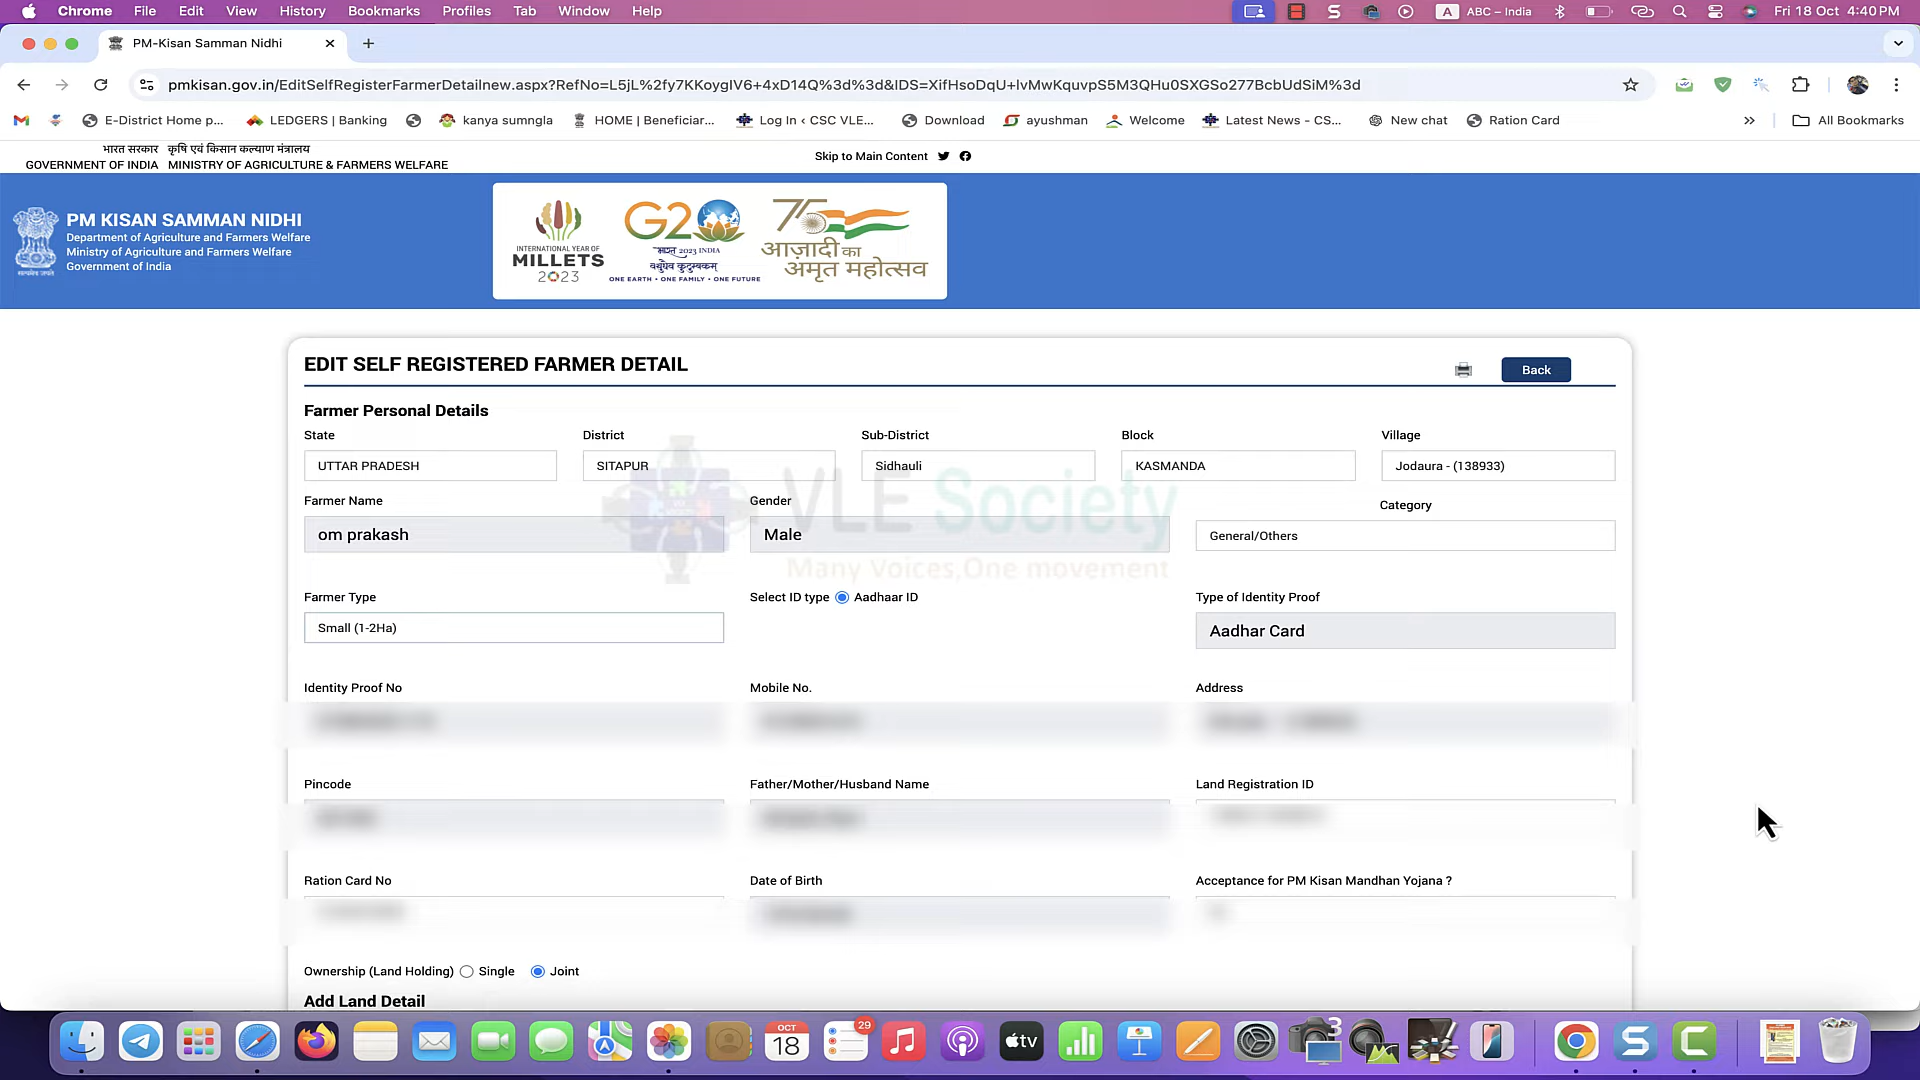 Chrome File Edit View History Bookmarks Profiles Tab Window Help
A ABC – India Fri 18 Oct 4:40 PM
PM-Kisan Samman Nidhi
pmkisan.gov.in/EditSelfRegisterFarmerDetailnew.aspx?RefNo=L5jL%2fy7KKoygIV6+4xD14Q%3d%3d&IDS=XifHsoDqU+lvMwKquvpS5M3QHu0SXGSo277BcbUdSiM%3d
E-District Home p... LEDGERS | Banking kanya sumngla HOME | Beneficiar... Log In ‹ CSC VLE... Download ayushman Welcome Latest News - CS... New chat Ration Card » All Bookmarks
भारत सरकार कृषि एवं किसान कल्याण मंत्रालय
GOVERNMENT OF INDIA MINISTRY OF AGRICULTURE & FARMERS WELFARE
Skip to Main Content
PM KISAN SAMMAN NIDHI
Department of Agriculture and Farmers Welfare
Ministry of Agriculture and Farmers Welfare
Government of India
सत्यमेव जयते
INTERNATIONAL YEAR OF
MILLETS
2023
G20
भारत 2023 INDIA
वसुधैव कुटुम्बकम्
ONE EARTH • ONE FAMILY • ONE FUTURE
75
आज़ादी का
अमृत महोत्सव
EDIT SELF REGISTERED FARMER DETAIL
Back
Farmer Personal Details
State District Sub-District Block Village
UTTAR PRADESH SITAPUR Sidhauli KASMANDA Jodaura - (138933)
Farmer Name Gender Category
om prakash Male General/Others
VLE Society
Many Voices,One movement
Farmer Type Select ID type Aadhaar ID Type of Identity Proof
Small (1-2Ha) Aadhar Card
Identity Proof No Mobile No. Address
Pincode Father/Mother/Husband Name Land Registration ID
Ration Card No Date of Birth Acceptance for PM Kisan Mandhan Yojana ?
Ownership (Land Holding) Single Joint
Add Land Detail
OCT
18
29
tv
3